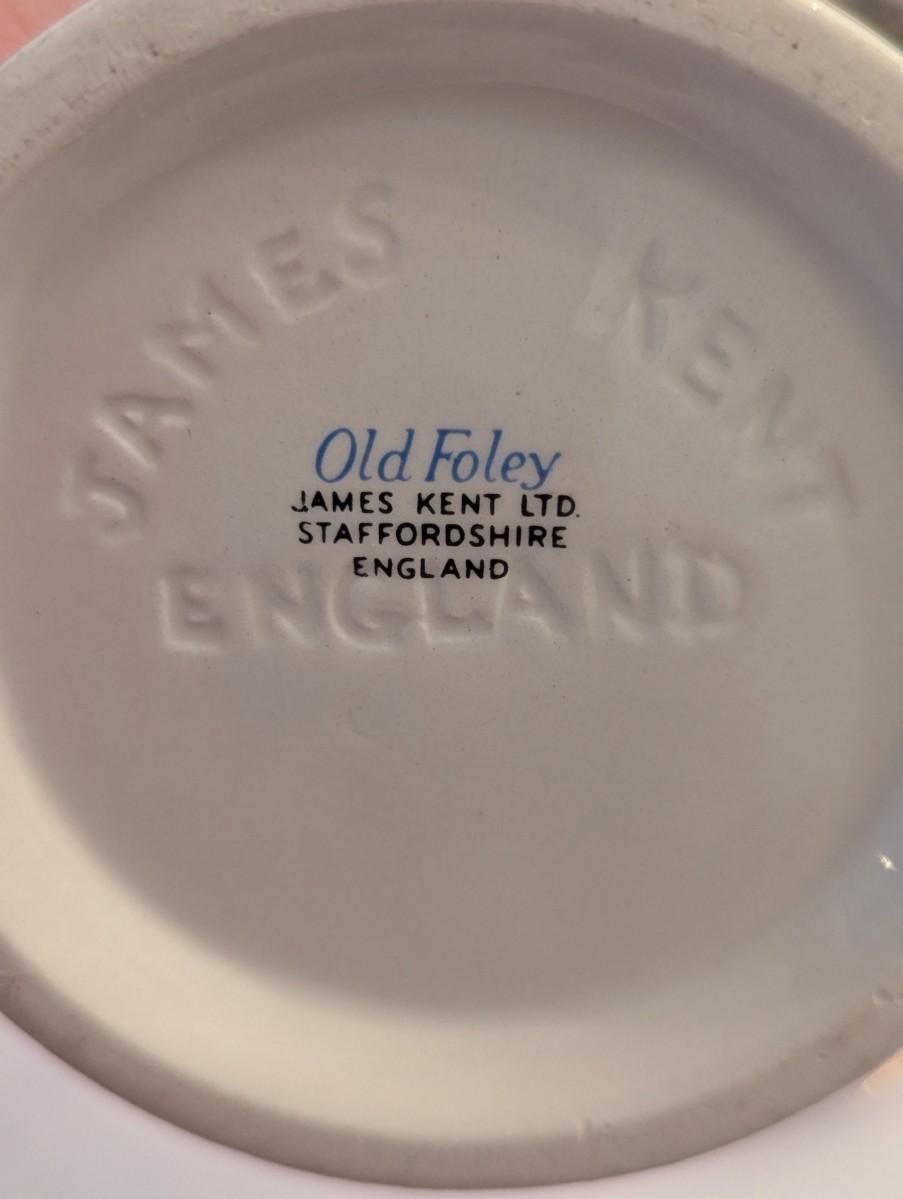 JAMES KENT
Old Foley
JAMES KENT LTD.
STAFFORDSHIRE
ENGLAND
ENGLAND